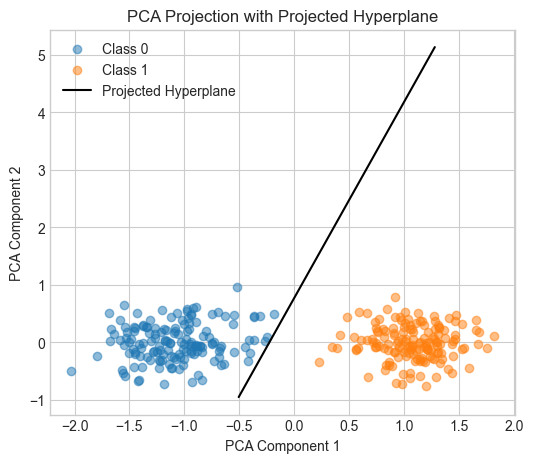 PCA Projection with Projected Hyperplane
Class 0
Class 1
Projected Hyperplane
PCA Component 2
5
4
3
2
1
0
−1
−2.0 −1.5 −1.0 −0.5 0.0 0.5 1.0 1.5 2.0
PCA Component 1